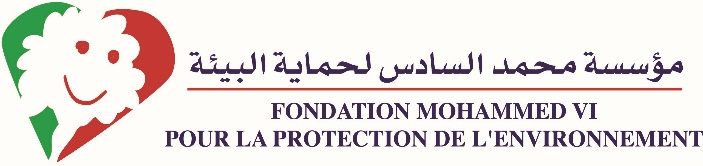 مؤسسة محمد السادس لحماية البيئة
FONDATION MOHAMMED VI
POUR LA PROTECTION DE L'ENVIRONNEMENT